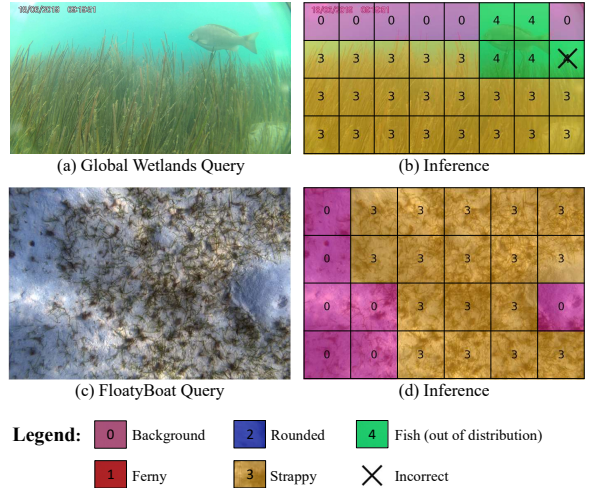 0 0 0 0 0 4 4 0
3 3 3 3 3 4 4
3 3 3 3 3 3 3 3
3 3 3 3 3 3 3 3
(a) Global Wetlands Query (b) Inference
0 3 3 3 3 3
0 3 3 3 3 3
0 0 3 3 3 0
0 0 3 3 3 3
(c) FloatyBoat Query (d) Inference
Legend: 0 Background 2 Rounded 4 Fish (out of distribution)
1 Ferny 3 Strappy Incorrect